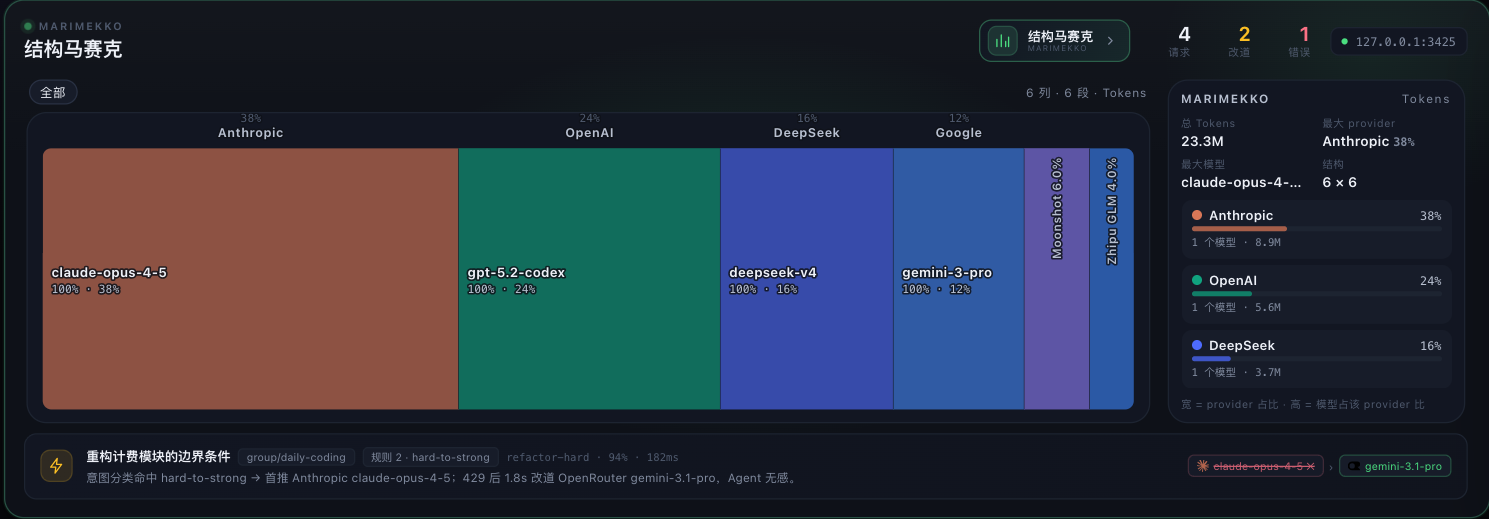 MARIMEKKO
结构马赛克
结构马赛克
MARIMEKKO
4
请求
2
改道
1
错误
127.0.0.1:3425
全部
6 列 · 6 段 · Tokens
38%
Anthropic
24%
OpenAI
16%
DeepSeek
12%
Google
claude-opus-4-5
100% · 38%
gpt-5.2-codex
100% · 24%
deepseek-v4
100% · 16%
gemini-3-pro
100% · 12%
Moonshot 6.0%
Zhipu GLM 4.0%
MARIMEKKO
Tokens
总 Tokens
23.3M
最大 provider
Anthropic 38%
最大模型
claude-opus-4-...
结构
6 × 6
Anthropic
38%
1 个模型 · 8.9M
OpenAI
24%
1 个模型 · 5.6M
DeepSeek
16%
1 个模型 · 3.7M
宽 = provider 占比 · 高 = 模型占该 provider 比
重构计费模块的边界条件 group/daily-coding 规则 2 · hard-to-strong refactor-hard · 94% · 182ms
意图分类命中 hard-to-strong → 首推 Anthropic claude-opus-4-5；429 后 1.8s 改道 OpenRouter gemini-3.1-pro，Agent 无感。
claude-opus-4-5 ✕ › gemini-3.1-pro